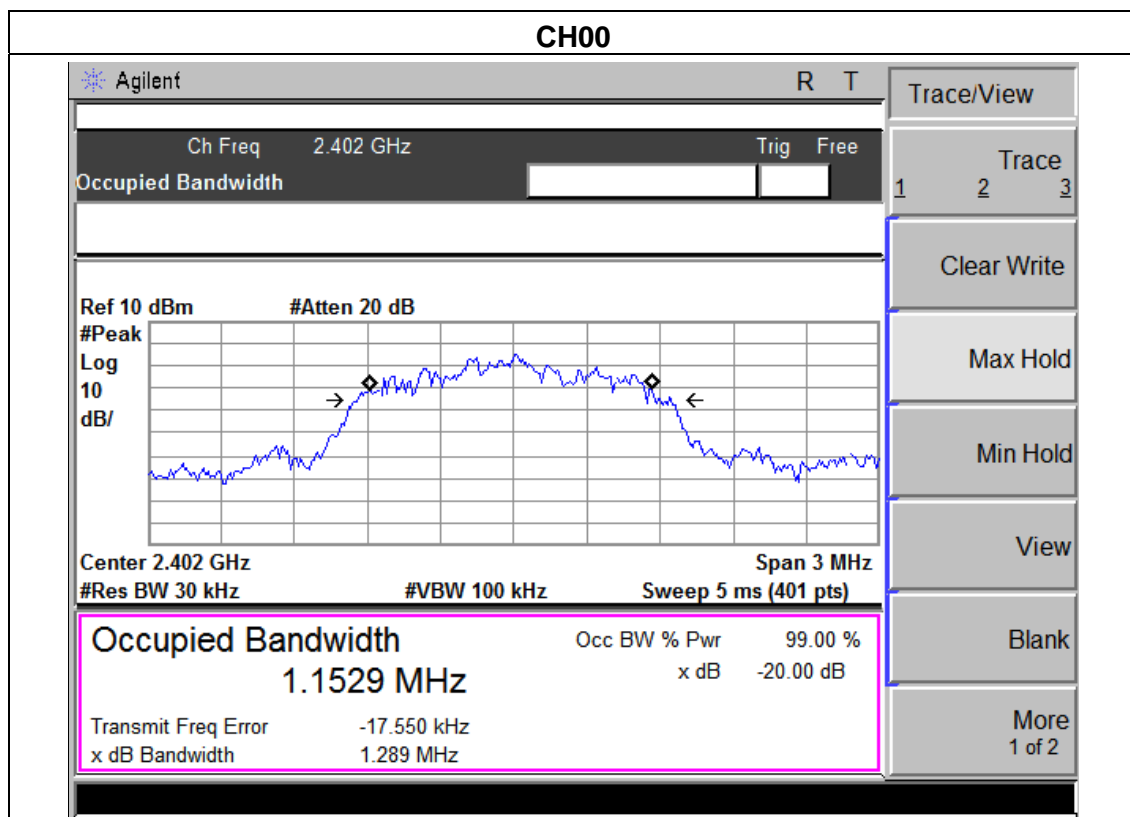 CH00
Agilent R T
Trace/View
Ch Freq 2.402 GHz Trig Free
Occupied Bandwidth
Trace
1 2 3
Clear Write
Ref 10 dBm #Atten 20 dB
#Peak
Log
10
dB/
Max Hold
Min Hold
View
Center 2.402 GHz Span 3 MHz
#Res BW 30 kHz #VBW 100 kHz Sweep 5 ms (401 pts)
Occupied Bandwidth Occ BW % Pwr 99.00 %
1.1529 MHz x dB -20.00 dB
Blank
Transmit Freq Error -17.550 kHz
x dB Bandwidth 1.289 MHz
More
1 of 2